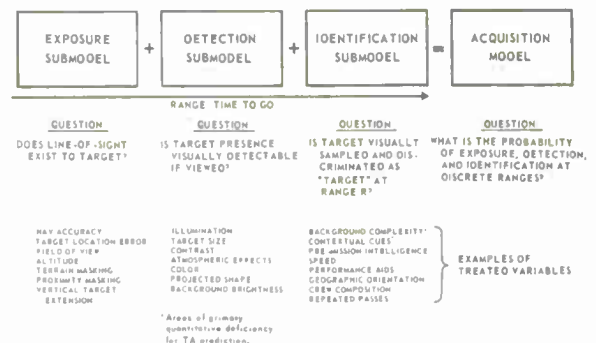 EXPOSURE
SUBMODEL
+
DETECTION
SUBMODEL
+
IDENTIFICATION
SUBMODEL
=
ACQUISITION
MODEL
RANGE TIME TO GO
QUESTION
DOES LINE-OF-SIGHT
EXIST TO TARGET?
QUESTION
IS TARGET PRESENCE
VISUALLY DETECTABLE
IF VIEWED?
QUESTION
IS TARGET VISUALLY
SAMPLED AND DIS-
CRIMINATED AS
"TARGET" AT
RANGE R?
QUESTION
WHAT IS THE PROBABILITY
OF EXPOSURE, DETECTION,
AND IDENTIFICATION AT
DISCRETE RANGES?
NAV ACCURACY
TARGET LOCATION ERROR
FIELD OF VIEW
ALTITUDE
TERRAIN MASKING
PROXIMITY MASKING
VERTICAL TARGET
EXTENSION
ILLUMINATION
TARGET SIZE
CONTRAST
ATMOSPHERIC EFFECTS
COLOR
PROJECTED SHAPE
BACKGROUND BRIGHTNESS
BACKGROUND COMPLEXITY*
CONTEXTUAL CUES*
PRE-MISSION INTELLIGENCE
SPEED
PERFORMANCE AIDS
GEOGRAPHIC ORIENTATION
CREW COMPOSITION
REPEATED PASSES
EXAMPLES OF
TREATED VARIABLES
*Areas of primary
quantitative deficiency
for TA prediction.